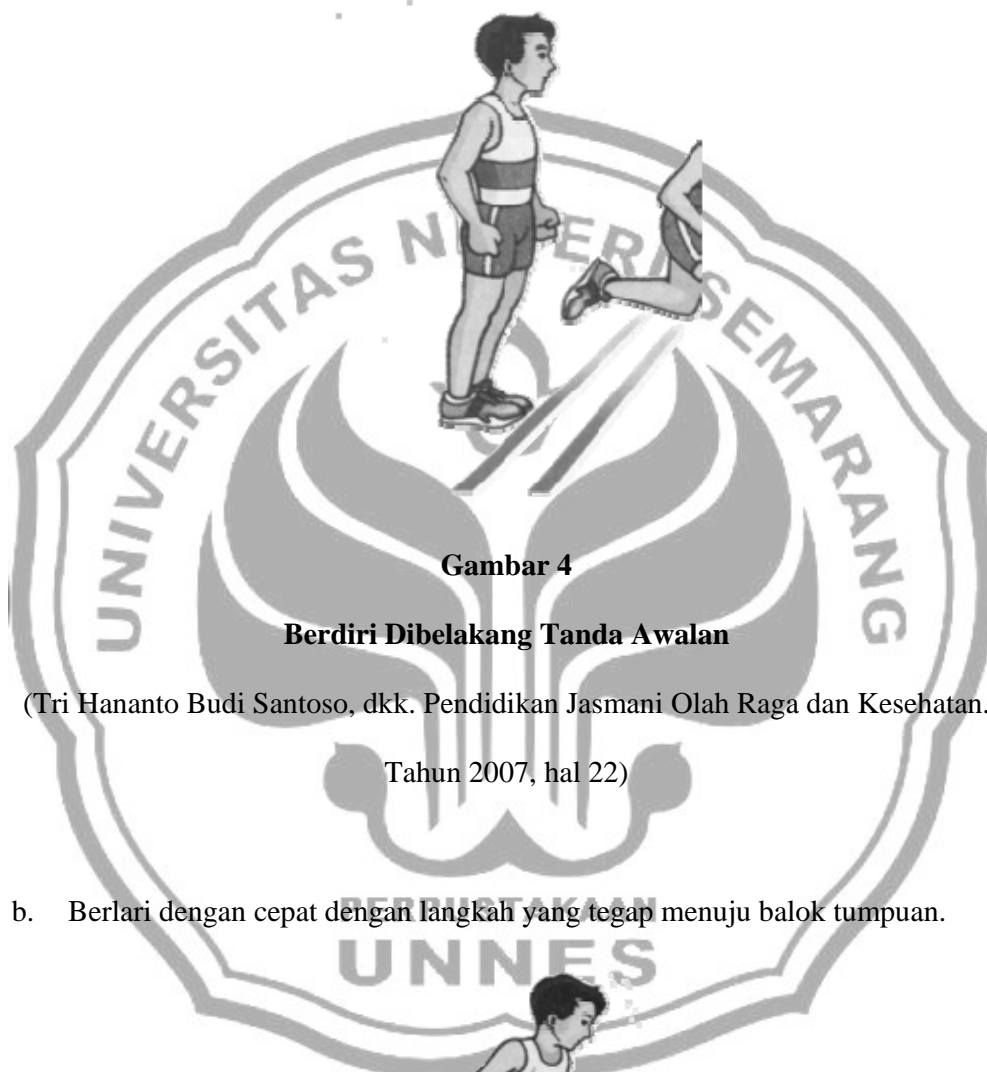 UNIVERSITAS NEGERI SEMARANG
Gambar 4
Berdiri Dibelakang Tanda Awalan
(Tri Hananto Budi Santoso, dkk. Pendidikan Jasmani Olah Raga dan Kesehatan.
Tahun 2007, hal 22)
b. Berlari dengan cepat dengan langkah yang tegap menuju balok tumpuan.
PERPUSTAKAAN
UNNES